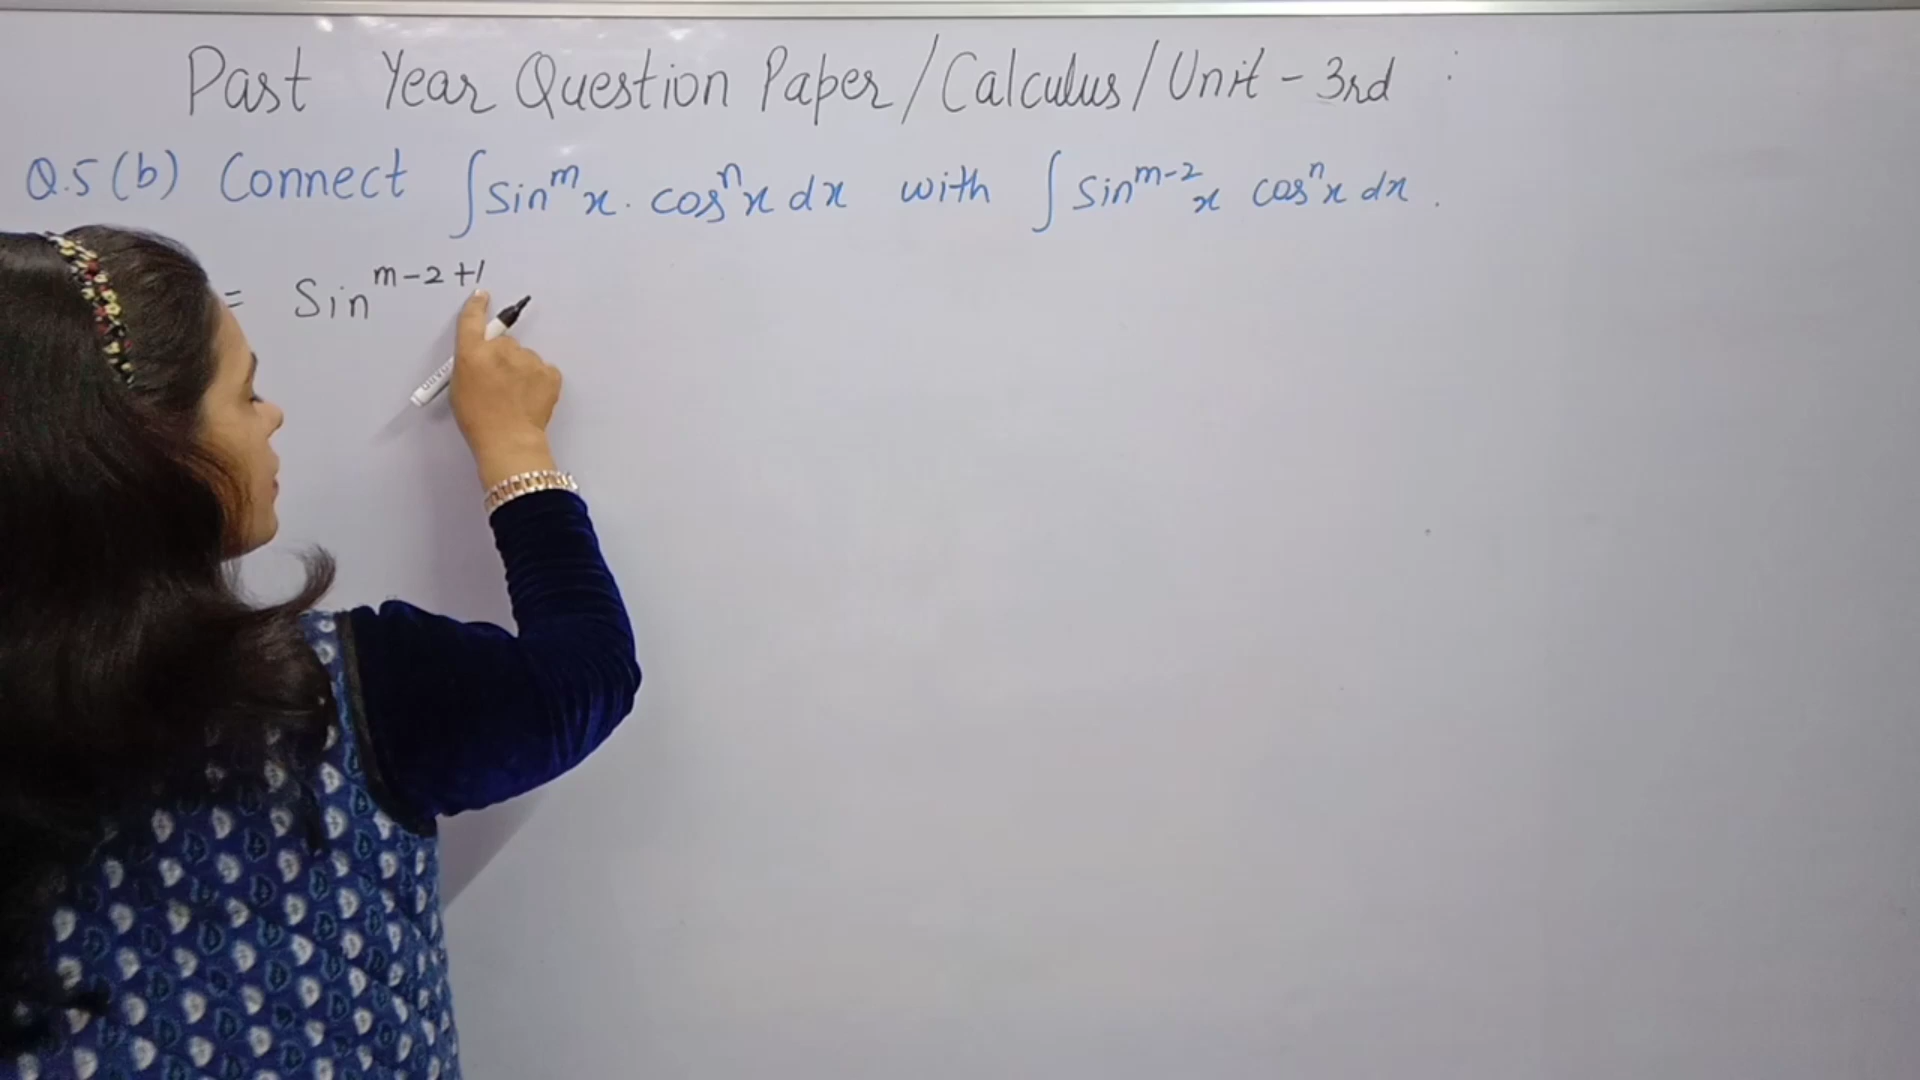 Past Year Question Paper/Calculus/Unit - 3rd :
Q.5(b) Connect ∫sin^m x . cos^n x dx with ∫ sin^(m-2) x cos^n x dx .
= Sin^(m-2+1)